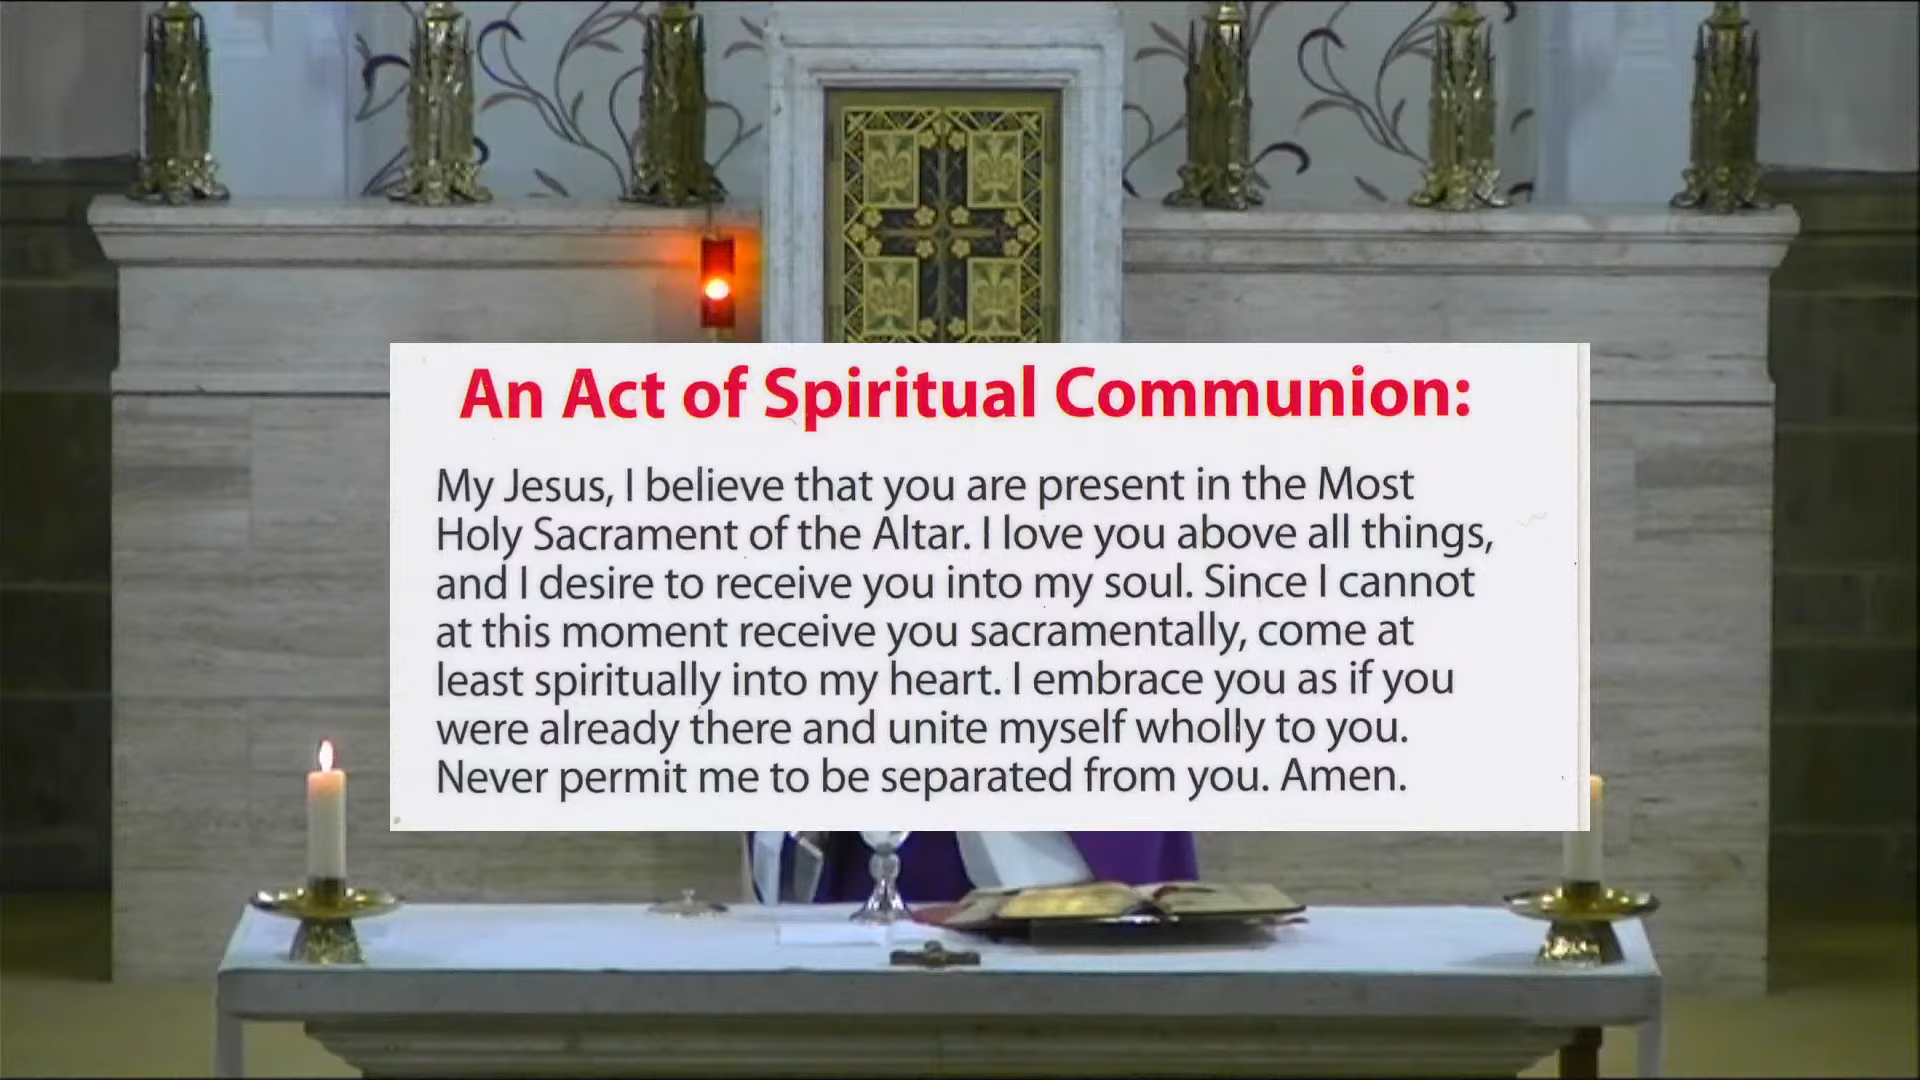 An Act of Spiritual Communion:
My Jesus, I believe that you are present in the Most
Holy Sacrament of the Altar. I love you above all things,
and I desire to receive you into my soul. Since I cannot
at this moment receive you sacramentally, come at
least spiritually into my heart. I embrace you as if you
were already there and unite myself wholly to you.
Never permit me to be separated from you. Amen.